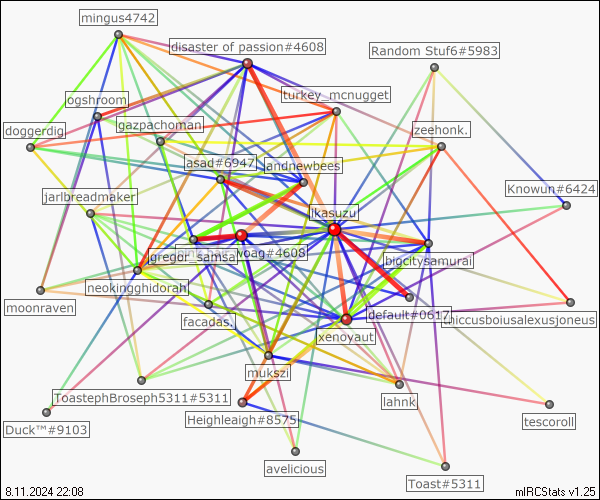 mingus4742
disaster of passion#4608
Random Stuf6#5983
turkey_mcnugget
ogshroom
gazpachoman
doggerdig
zeehonk.
asad#6947
andnewbees
jarlbreadmaker
Knowun#6424
ikasuzu
woag#4608
gregor_samsa
bigcitysamurai
neokingghidorah
moonraven
default#0617
facadas.
xenoyaut
mukszi
ToastephBroseph5311#5311
lahnk.
Heighleaigh#8575
tescoroll
Duck™#9103
avelicious
Toast#5311
8.11.2024 22:08
mIRCStats v1.25